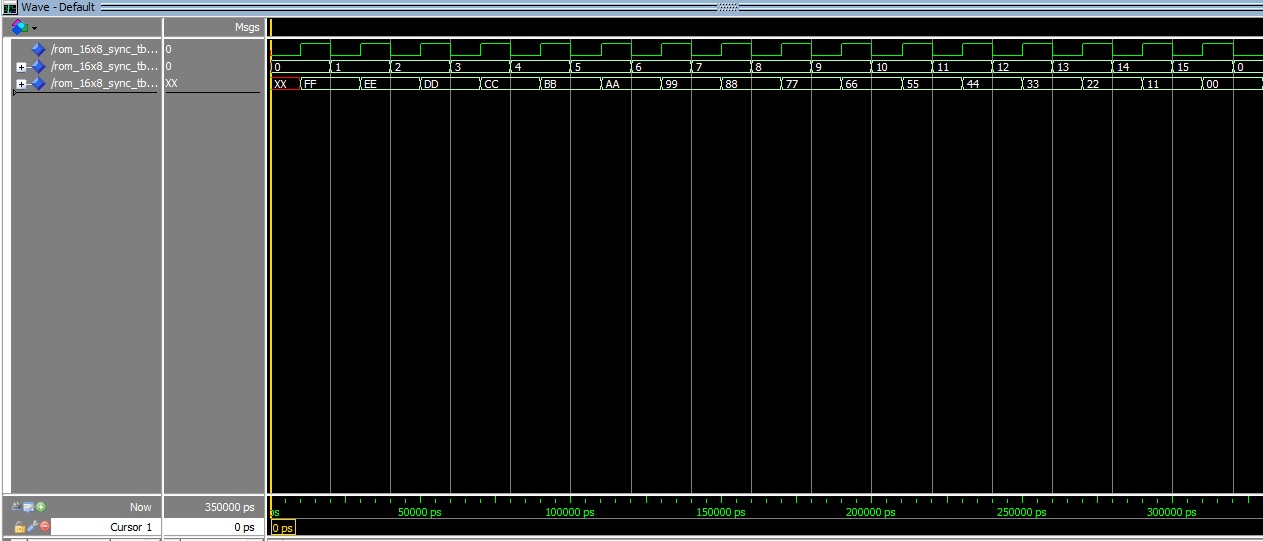 Wave - Default
Msgs
/rom_16x8_sync_tb... 0
/rom_16x8_sync_tb... 0 0 1 2 3 4 5 6 7 8 9 10 11 12 13 14 15 0
/rom_16x8_sync_tb... XX XX FF EE DD CC BB AA 99 88 77 66 55 44 33 22 11 00
Now 350000 ps ps 50000 ps 100000 ps 150000 ps 200000 ps 250000 ps 300000 ps
Cursor 1 0 ps 0 ps